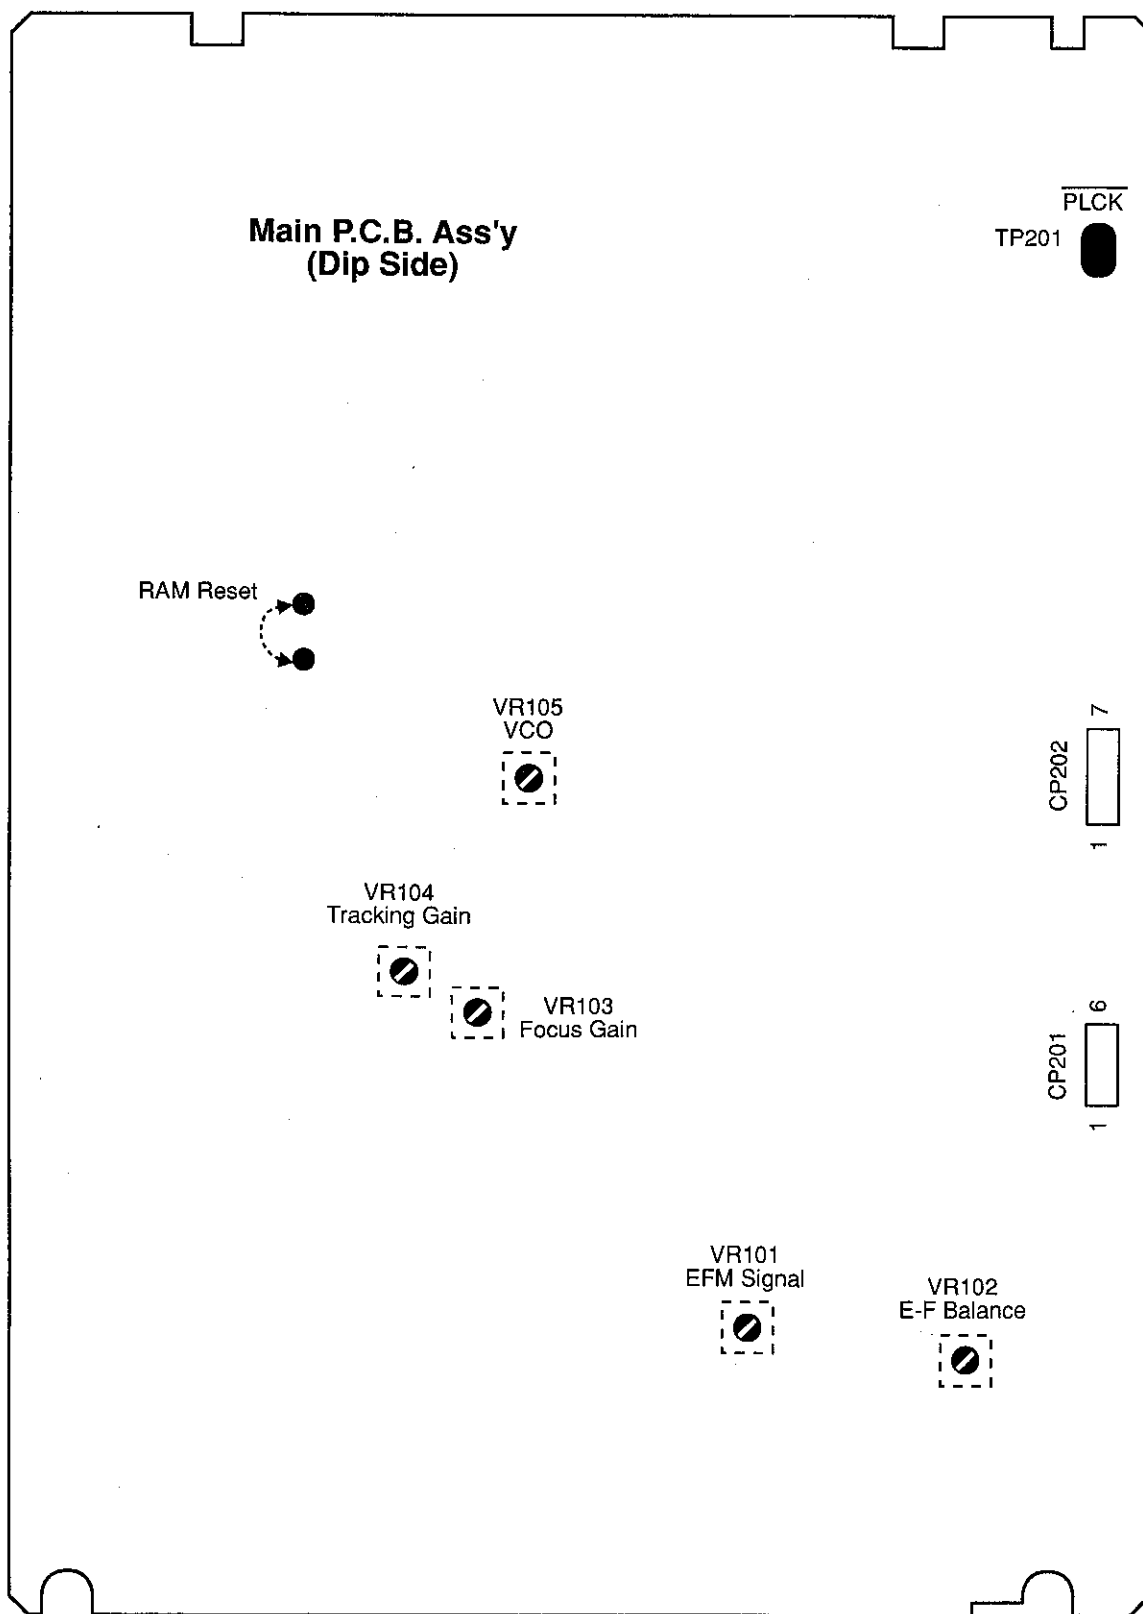 Main P.C.B. Ass'y
(Dip Side)
PLCK
TP201
RAM Reset
VR105
VCO
7
CP202
1
VR104
Tracking Gain
VR103
Focus Gain
6
CP201
1
VR101
EFM Signal
VR102
E-F Balance